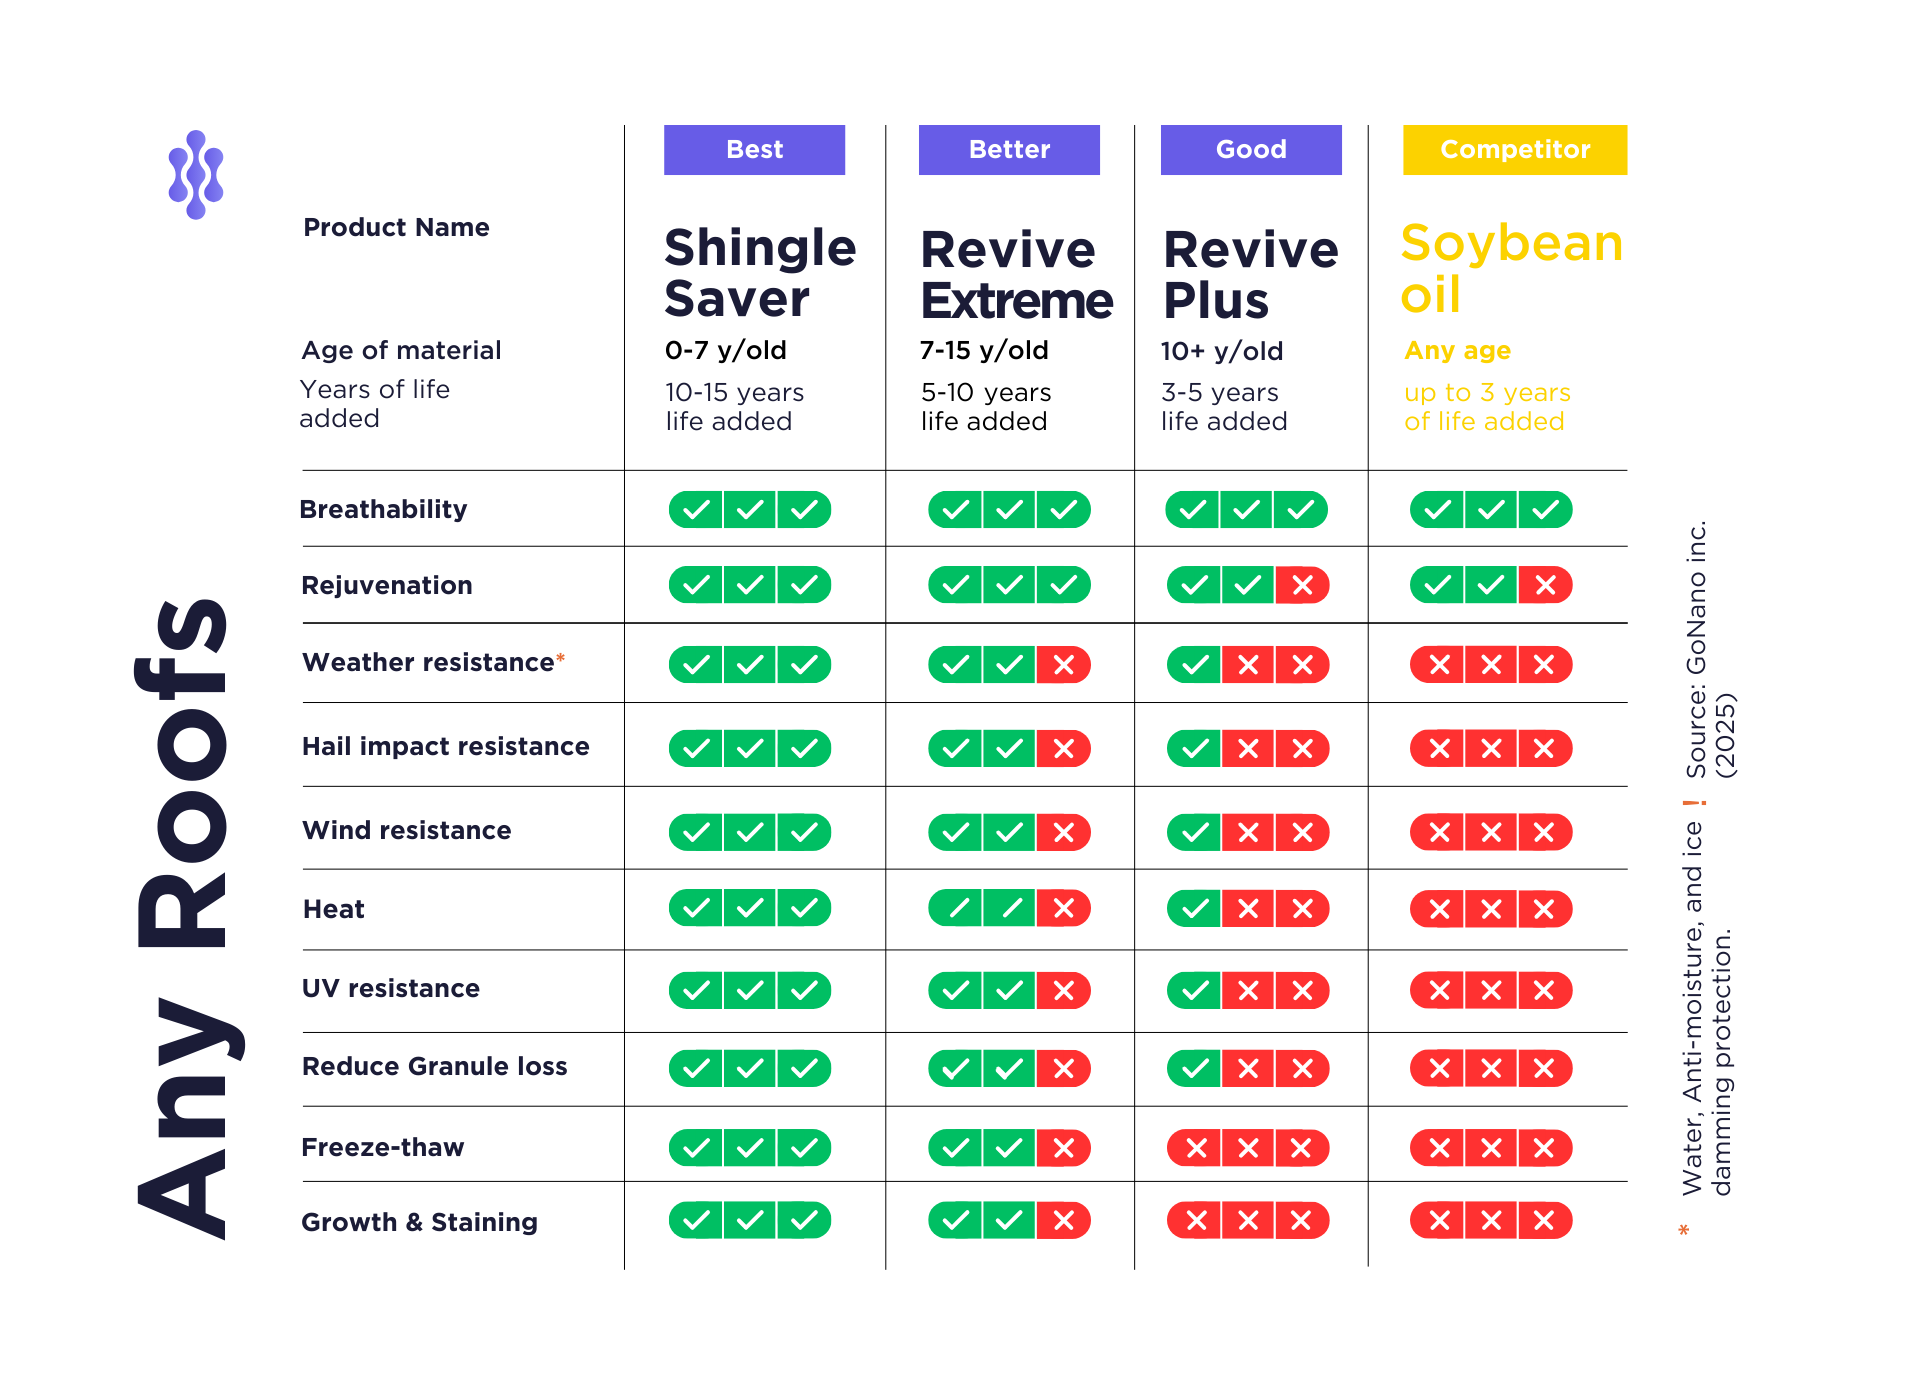 Any Roofs
Best
Better
Good
Competitor
Product Name
Shingle
Saver
Revive
Extreme
Revive
Plus
Soybean
oil
Age of material
0-7 y/old
7-15 y/old
10+ y/old
Any age
Years of life
added
10-15 years
life added
5-10 years
life added
3-5 years
life added
up to 3 years
of life added
Breathability
Rejuvenation
Weather resistance*
Hail impact resistance
Wind resistance
Heat
UV resistance
Reduce Granule loss
Freeze-thaw
Growth & Staining
* Water, Anti-moisture, and ice
damming protection.
! Source: GoNano inc.
(2025)